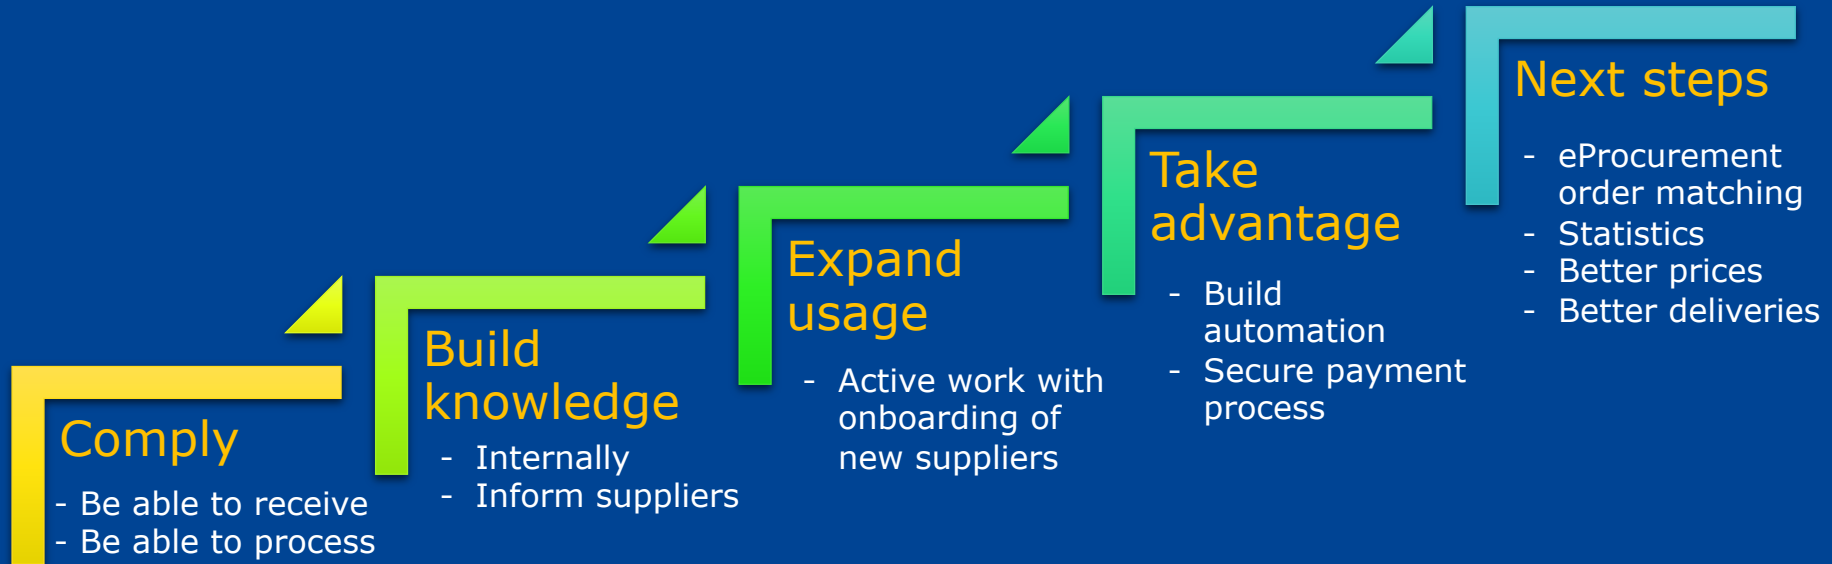 Comply
- Be able to receive
- Be able to process
Build
knowledge
- Internally
- Inform suppliers
Expand
usage
- Active work with
onboarding of
new suppliers
Take
advantage
- Build
automation
- Secure payment
process
Next steps
- eProcurement
order matching
- Statistics
- Better prices
- Better deliveries